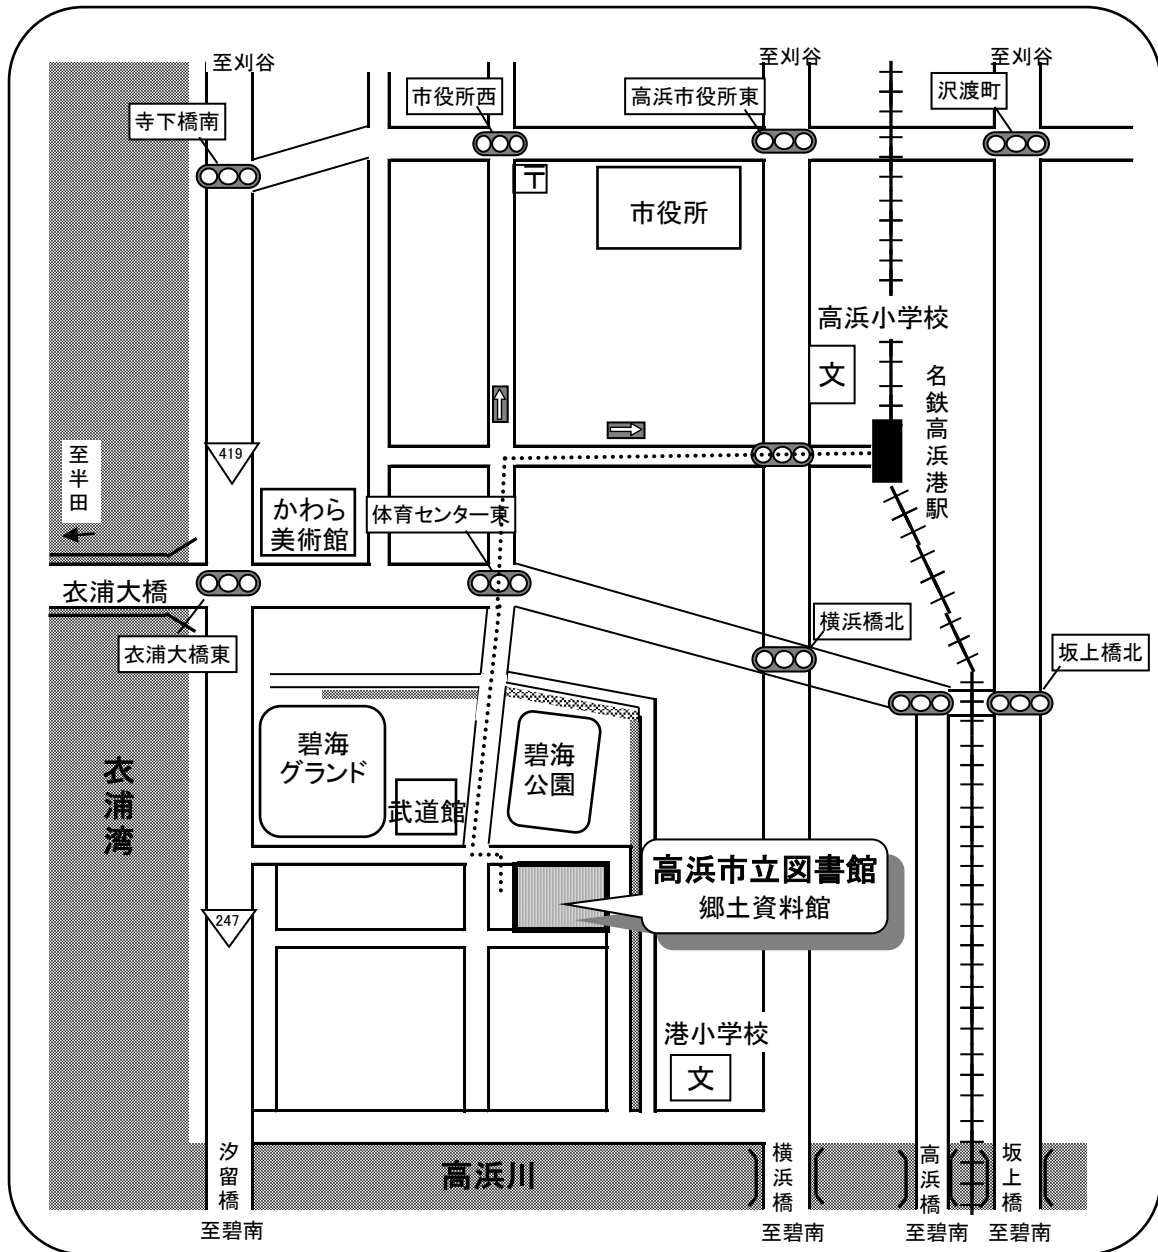 至刈谷
至刈谷
至刈谷
市役所西
高浜市役所東
沢渡町
寺下橋南
〒
市役所
高浜小学校
文
名鉄高浜港駅
至半田
419
かわら
美術館
体育センター東
衣浦大橋
衣浦大橋東
横浜橋北
坂上橋北
碧海
グランド
武道館
碧海
公園
衣浦湾
高浜市立図書館
郷土資料館
247
港小学校
文
汐留橋
高浜川
横浜橋
高浜橋
坂上橋
至碧南
至碧南
至碧南
至碧南